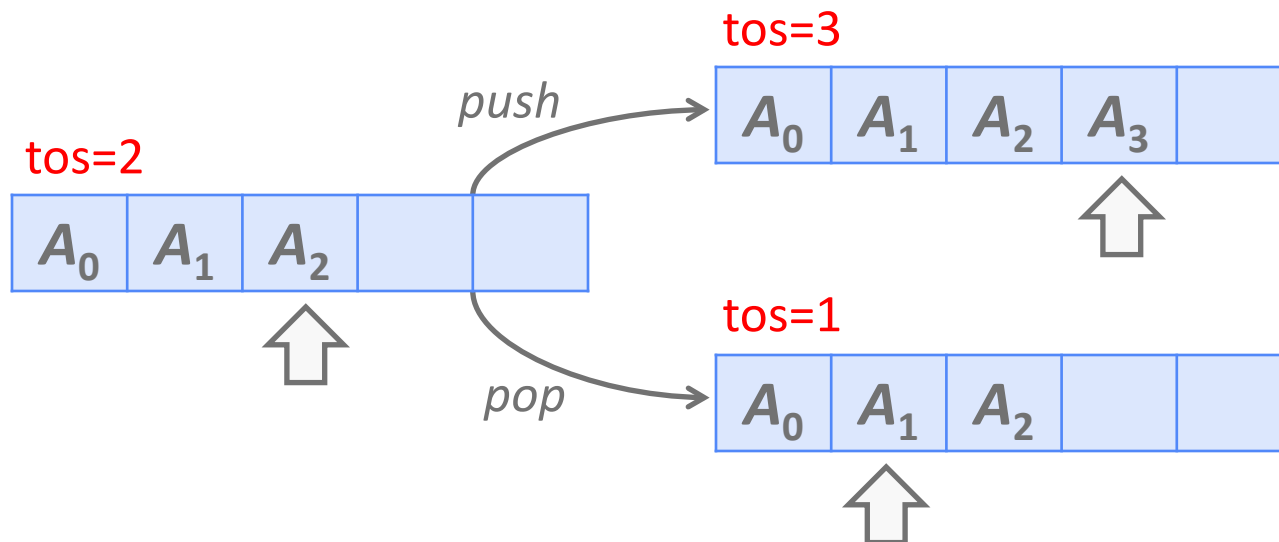 tos=2
A0 A1 A2
push
pop
tos=3
A0 A1 A2 A3
tos=1
A0 A1 A2